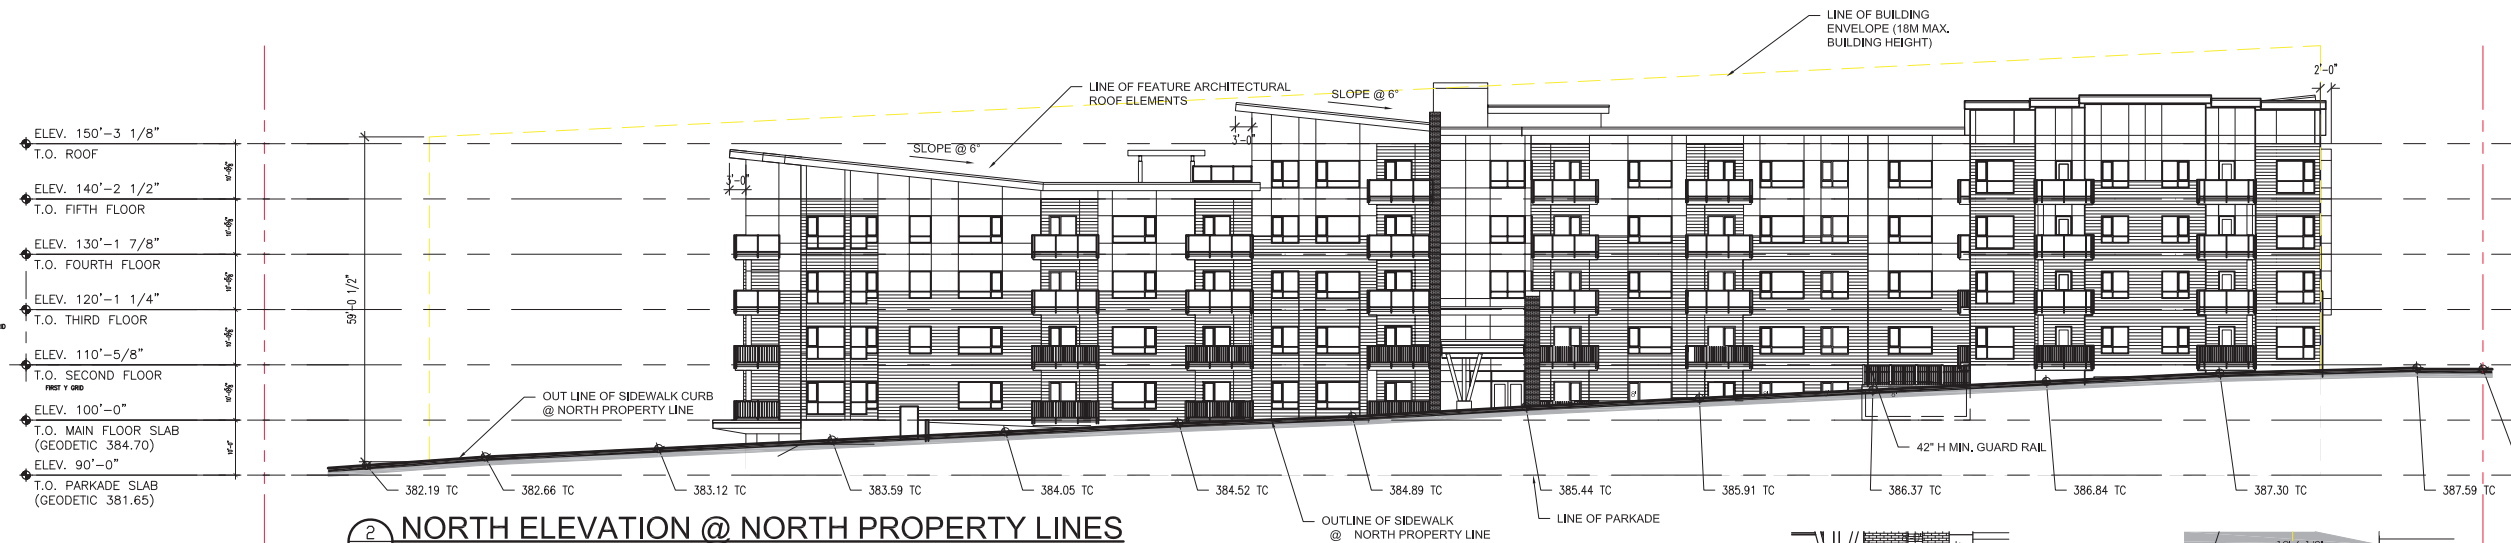 LINE OF BUILDING
ENVELOPE (18M MAX.
BUILDING HEIGHT)
2'-0"
LINE OF FEATURE ARCHITECTURAL
ROOF ELEMENTS
SLOPE @ 6°
SLOPE @ 6°
3'-0"
3'-0"
ELEV. 150'-3 1/8"
T.O. ROOF
ELEV. 140'-2 1/2"
T.O. FIFTH FLOOR
ELEV. 130'-1 7/8"
T.O. FOURTH FLOOR
ELEV. 120'-1 1/4"
T.O. THIRD FLOOR
ELEV. 110'-5/8"
T.O. SECOND FLOOR
FIRST Y GRID
ELEV. 100'-0"
T.O. MAIN FLOOR SLAB
(GEODETIC 384.70)
ELEV. 90'-0"
T.O. PARKADE SLAB
(GEODETIC 381.65)
59'-0 1/2"
OUT LINE OF SIDEWALK CURB
@ NORTH PROPERTY LINE
42" H MIN. GUARD RAIL
382.19 TC
382.66 TC
383.12 TC
383.59 TC
384.05 TC
384.52 TC
384.89 TC
385.44 TC
385.91 TC
386.37 TC
386.84 TC
387.30 TC
387.59 TC
OUTLINE OF SIDEWALK
@ NORTH PROPERTY LINE
LINE OF PARKADE
2 NORTH ELEVATION @ NORTH PROPERTY LINES